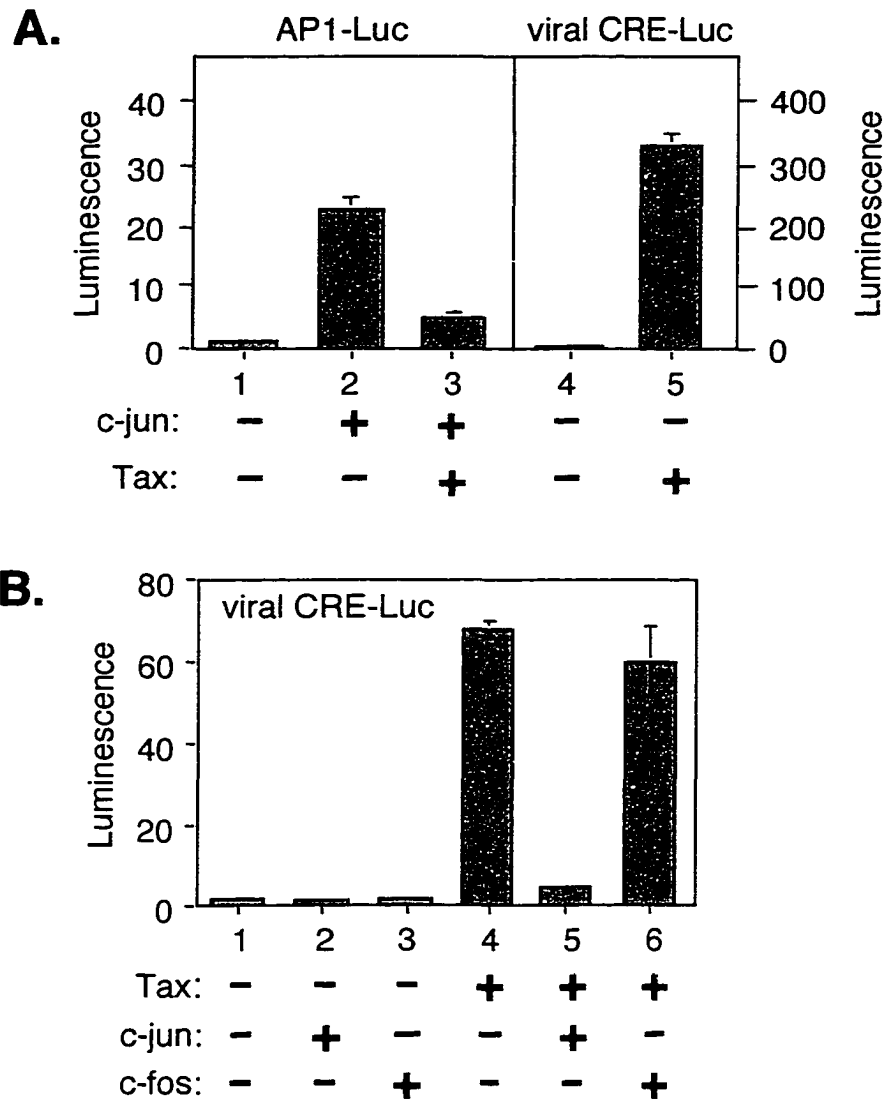 A.
AP1-Luc viral CRE-Luc
Luminescence
40
30
20
10
0
400
300
200
100
0
Luminescence
1 2 3 4 5
c-jun: − + + − −
Tax: − − + − +
B.
viral CRE-Luc
Luminescence
80
60
40
20
0
1 2 3 4 5 6
Tax: − − − + + +
c-jun: − + − − + −
c-fos: − − + − − +